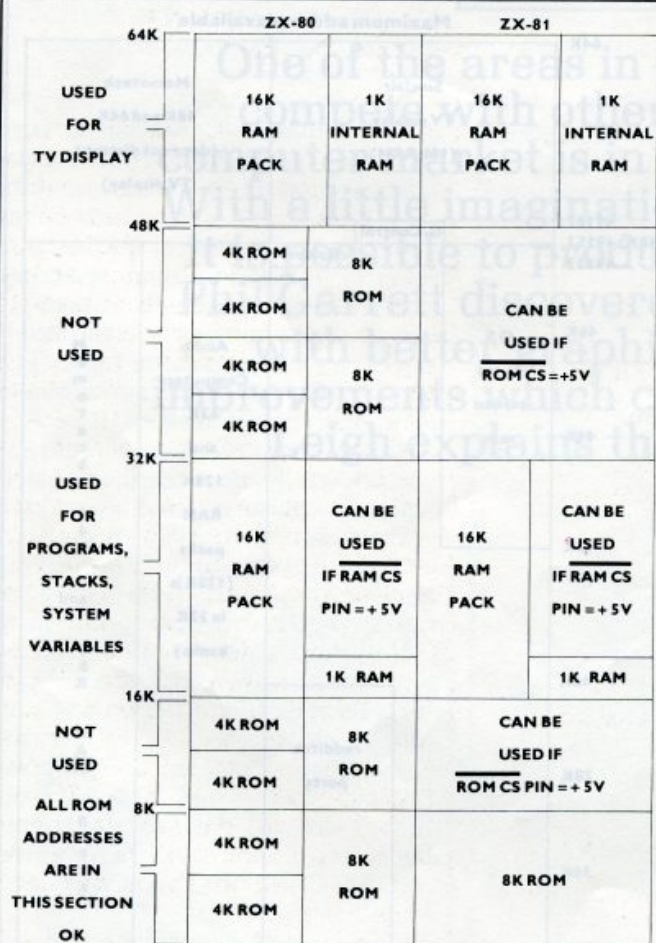 ZX-80
ZX-81
64K
USED
FOR
TV DISPLAY
16K
RAM
PACK
1K
INTERNAL
RAM
16K
RAM
PACK
1K
INTERNAL
RAM
48K
NOT
USED
4K ROM
4K ROM
4K ROM
4K ROM
8K
ROM
8K
ROM
CAN BE
USED IF
ROM CS = +5V
32K
USED
FOR
PROGRAMS,
STACKS,
SYSTEM
VARIABLES
16K
RAM
PACK
CAN BE
USED
IF RAM CS
PIN = + 5V
1K RAM
16K
RAM
PACK
CAN BE
USED
IF RAM CS
PIN = + 5V
1K RAM
16K
NOT
USED
4K ROM
4K ROM
8K
ROM
CAN BE
USED IF
ROM CS PIN = + 5V
8K
ALL ROM
ADDRESSES
ARE IN
THIS SECTION
OK
4K ROM
4K ROM
8K
ROM
8K ROM
One of the areas in
compete with other
computer market is in
With a little
it is possible to
Phil Garrett
with better
improvements which
Leigh explains